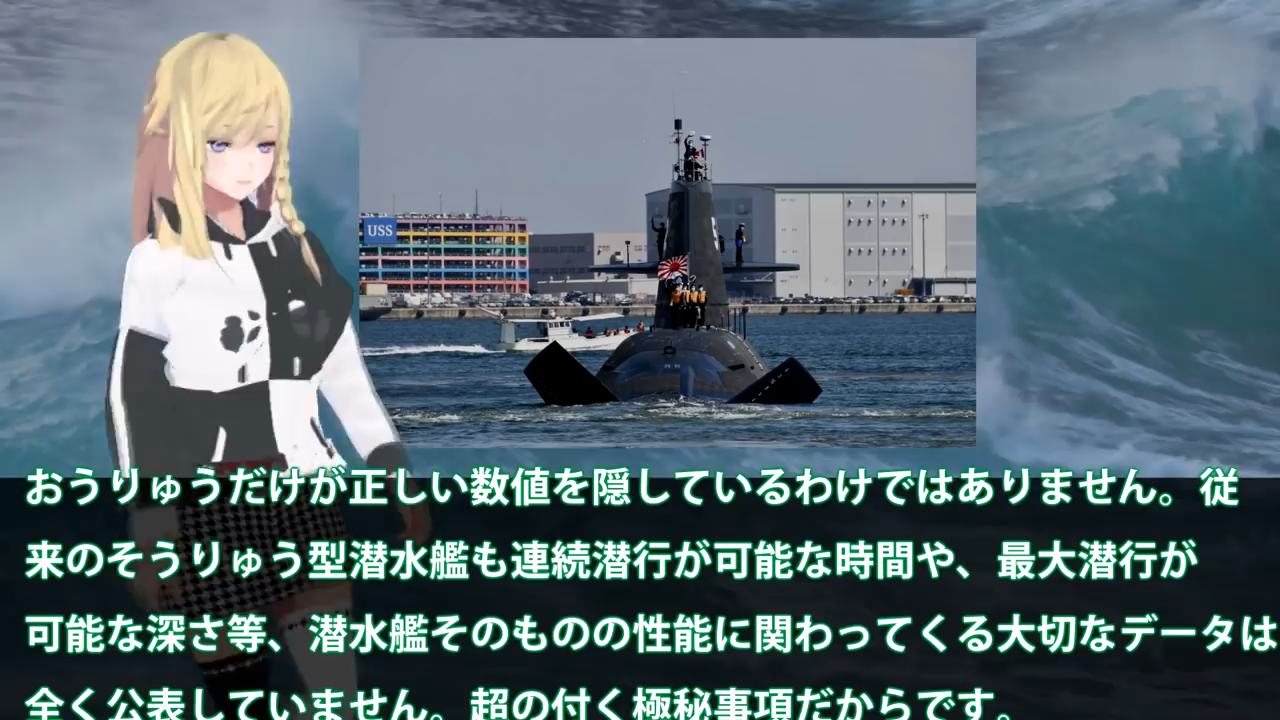 USS
おうりゅうだけが正しい数値を隠しているわけではありません。従
来のそうりゅう型潜水艦も連続潜行が可能な時間や、最大潜行が
可能な深さ等、潜水艦そのものの性能に関わってくる大切なデータは
全く公表していません。超の付く極秘事項だからです。